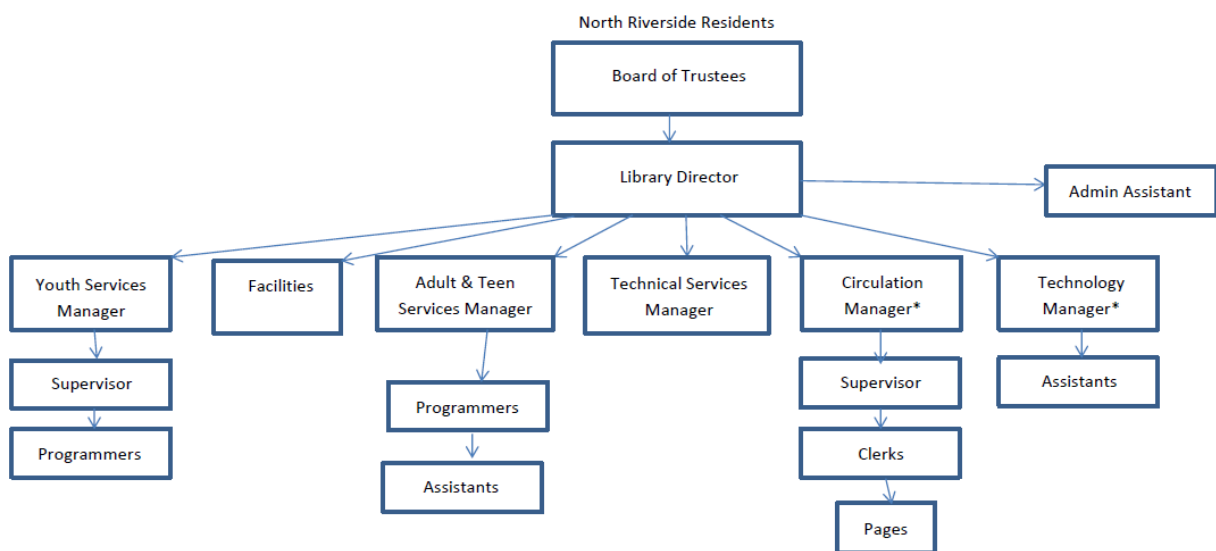 North Riverside Residents
Board of Trustees
Library Director
Admin Assistant
Youth Services
Manager
Facilities
Adult & Teen
Services Manager
Technical Services
Manager
Circulation
Manager*
Technology
Manager*
Supervisor
Programmers
Supervisor
Assistants
Programmers
Clerks
Assistants
Pages